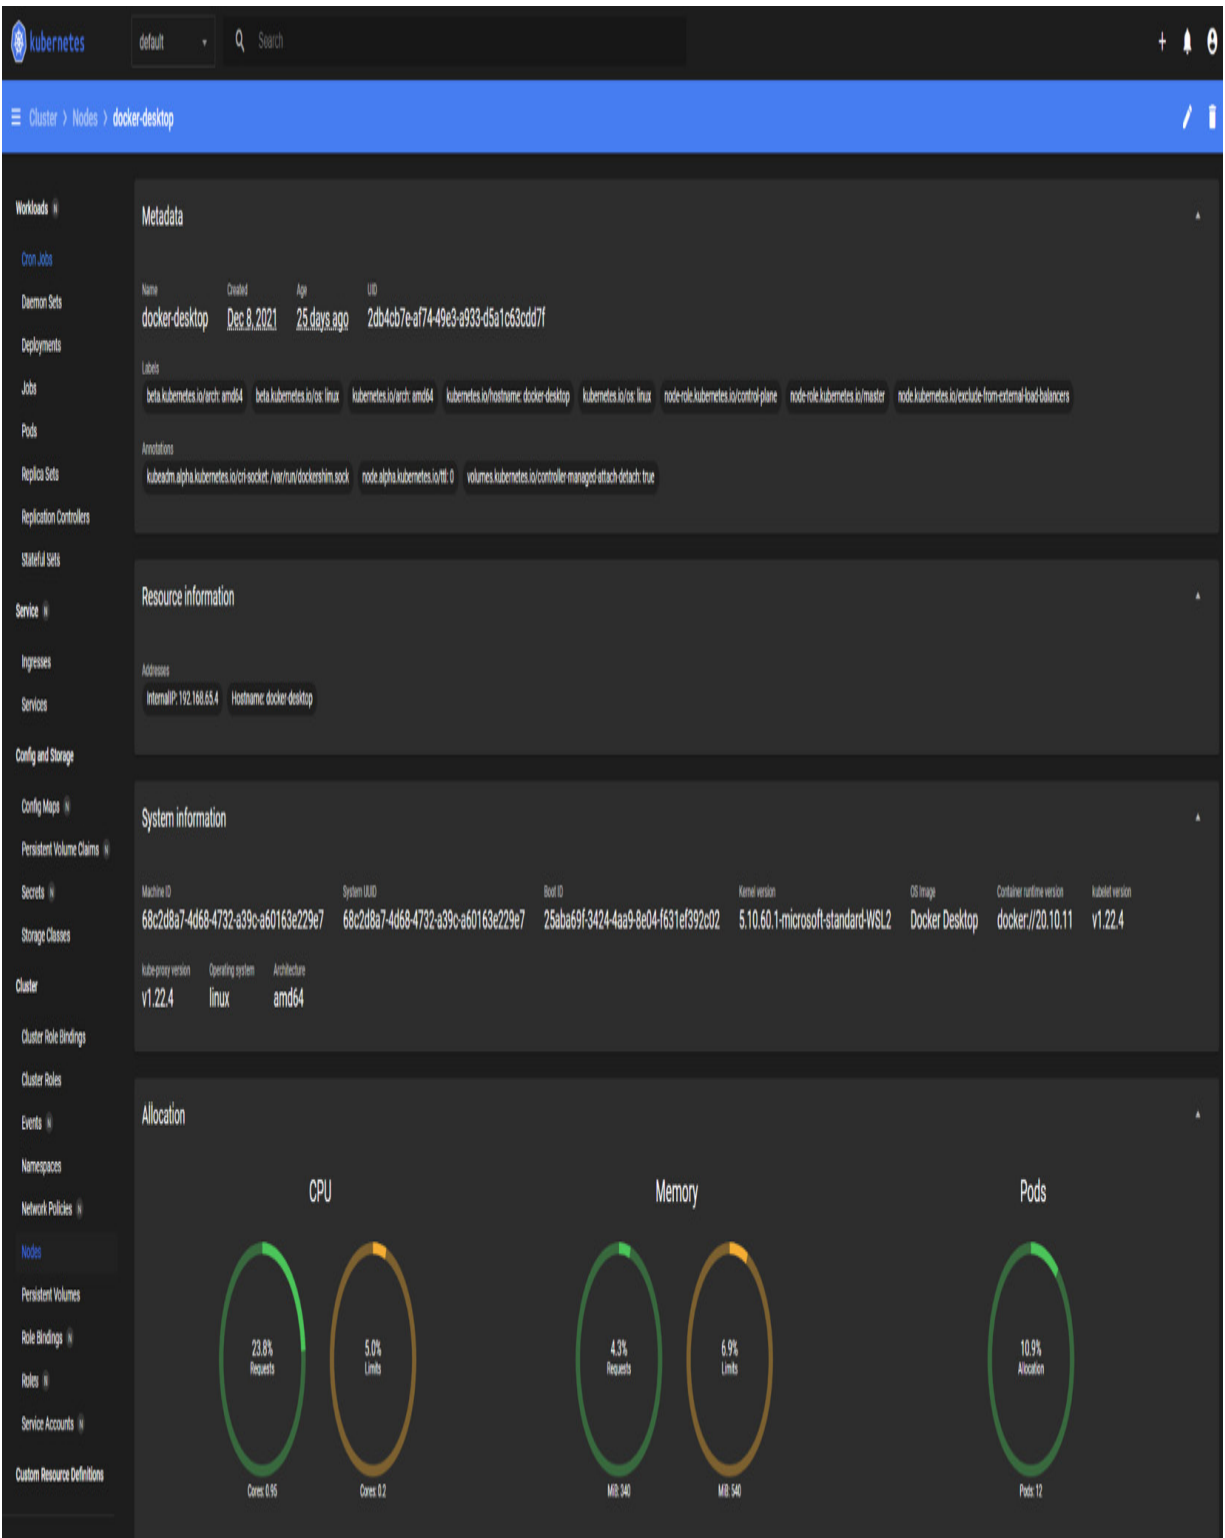 kubernetes default Search
Cluster > Nodes > docker-desktop
Workloads N
Cron Jobs
Daemon Sets
Deployments
Jobs
Pods
Replica Sets
Replication Controllers
Stateful Sets
Service N
Ingresses
Services
Config and Storage
Config Maps N
Persistent Volume Claims N
Secrets N
Storage Classes
Cluster
Cluster Role Bindings
Cluster Roles
Events N
Namespaces
Network Policies N
Nodes
Persistent Volumes
Role Bindings N
Roles N
Service Accounts N
Custom Resource Definitions
Metadata
Name Created Age UID
docker-desktop Dec 8, 2021 25 days ago 2db4cb7e-af74-49e3-a933-d5a1c63cdd7f
Labels
beta.kubernetes.io/arch: amd64 beta.kubernetes.io/os: linux kubernetes.io/arch: amd64 kubernetes.io/hostname: docker-desktop kubernetes.io/os: linux node-role.kubernetes.io/control-plane node-role.kubernetes.io/master node.kubernetes.io/exclude-from-external-load-balancers
Annotations
kubeadm.alpha.kubernetes.io/cri-socket: /var/run/dockershim.sock node.alpha.kubernetes.io/ttl: 0 volumes.kubernetes.io/controller-managed-attach-detach: true
Resource information
Addresses
InternalIP: 192.168.65.4 Hostname: docker-desktop
System information
Machine ID System UUID Boot ID Kernel version OS Image Container runtime version kubelet version
68c2d8a7-4d68-4732-a39c-a60163e229e7 68c2d8a7-4d68-4732-a39c-a60163e229e7 25aba69f-3424-4aa9-8e04-f631ef392c02 5.10.60.1-microsoft-standard-WSL2 Docker Desktop docker://20.10.11 v1.22.4
kube-proxy version Operating system Architecture
v1.22.4 linux amd64
Allocation
CPU Memory Pods
23.8% 5.0% 4.3% 6.9% 10.9%
Requests Limits Requests Limits Allocation
Cores: 0.95 Cores: 0.2 MiB: 340 MiB: 540 Pods: 12